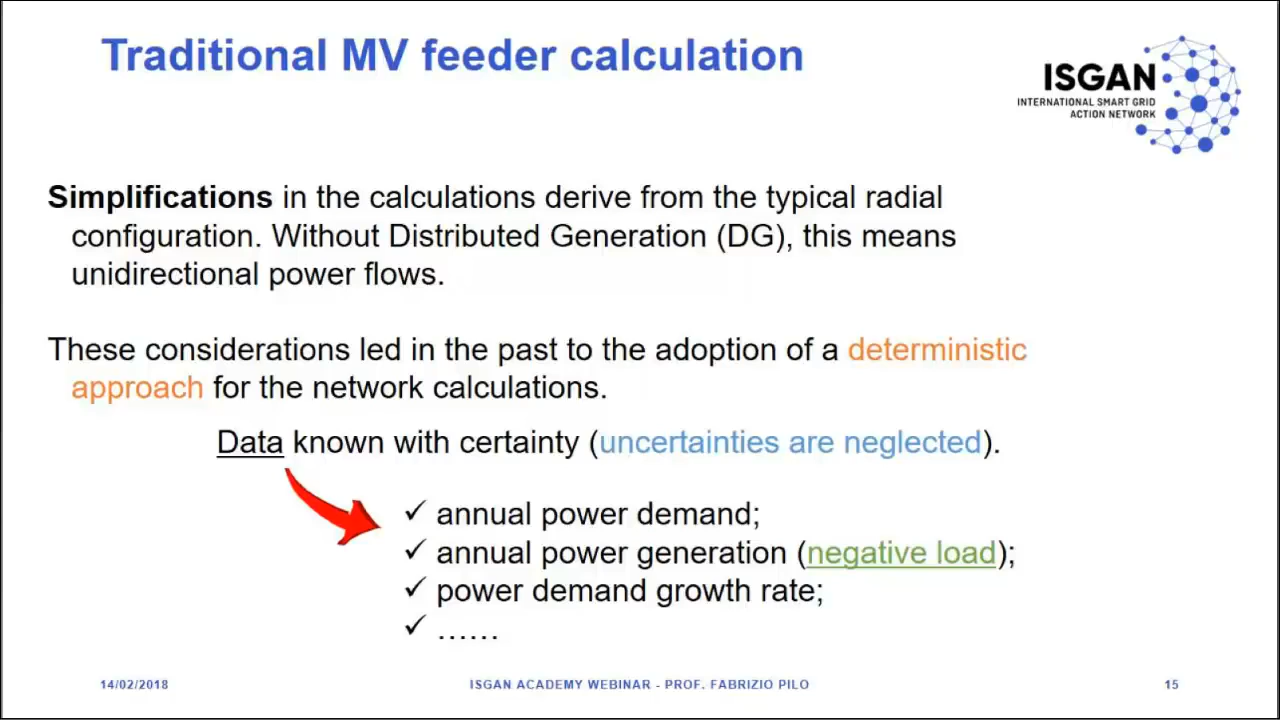 Traditional MV feeder calculation
ISGAN
INTERNATIONAL SMART GRID
ACTION NETWORK
Simplifications in the calculations derive from the typical radial
configuration. Without Distributed Generation (DG), this means
unidirectional power flows.
These considerations led in the past to the adoption of a deterministic
approach for the network calculations.
Data known with certainty (uncertainties are neglected).
✓ annual power demand;
✓ annual power generation (negative load);
✓ power demand growth rate;
✓ ......
14/02/2018
ISGAN ACADEMY WEBINAR - PROF. FABRIZIO PILO
15